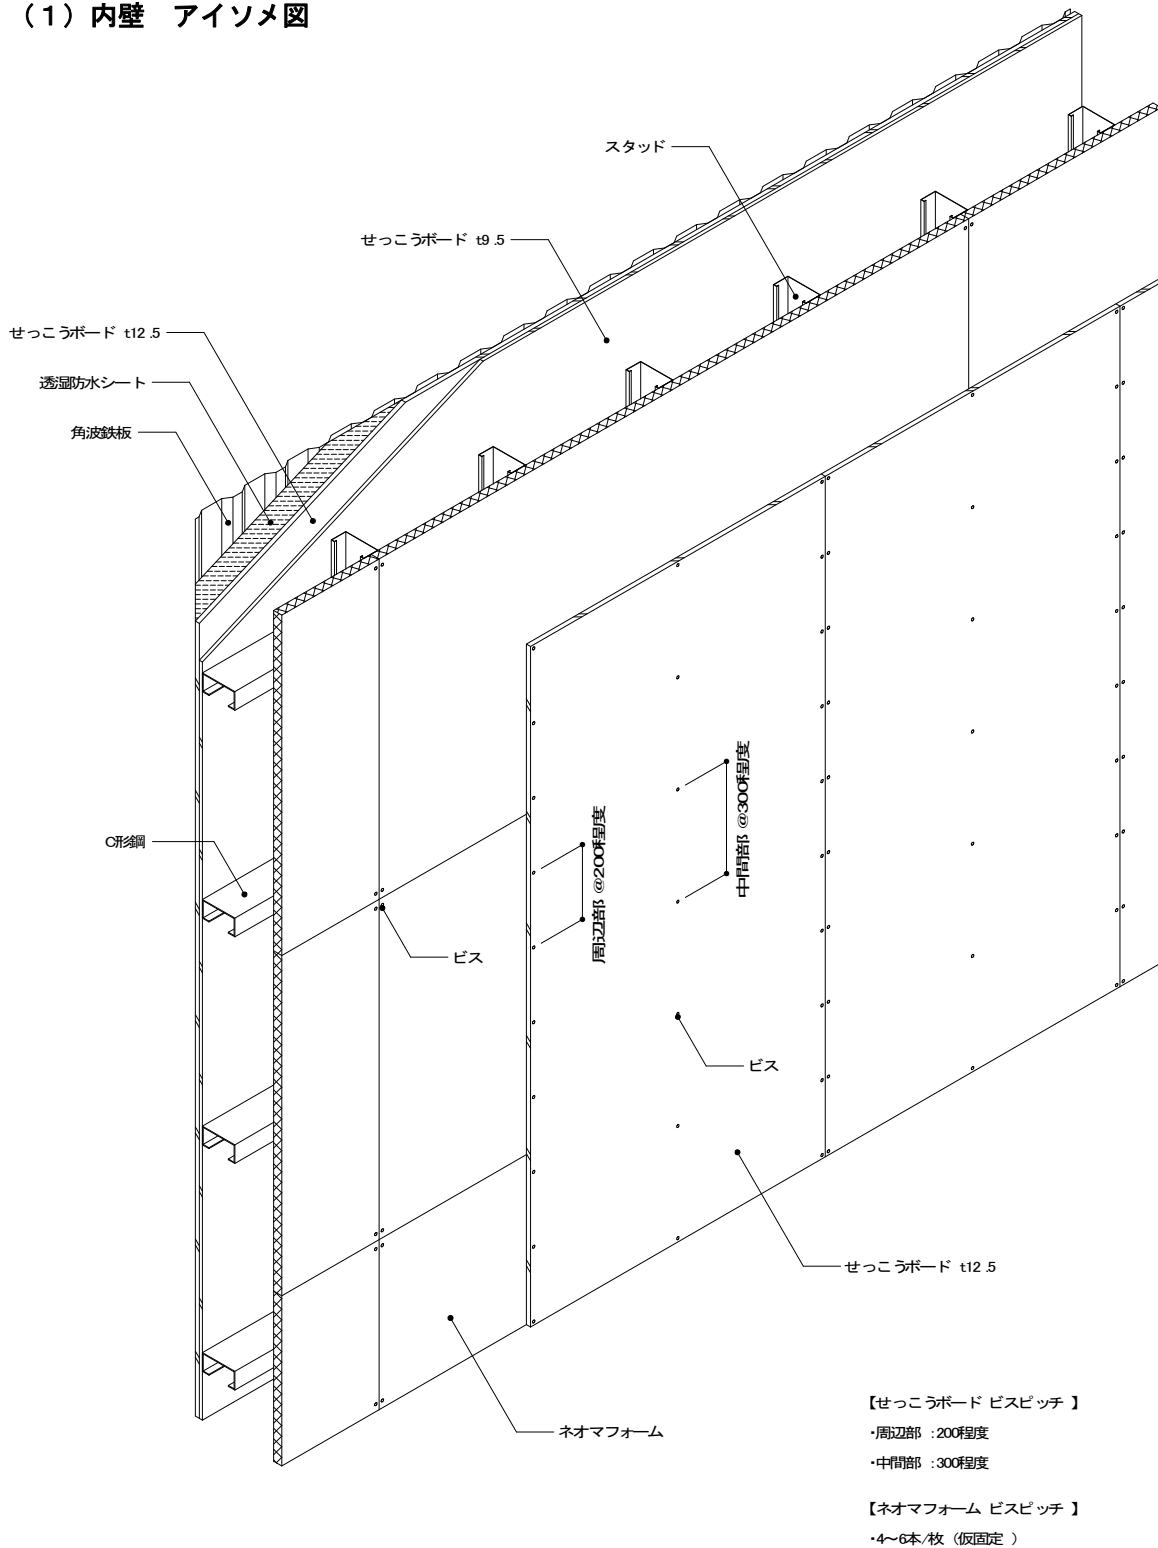 （１）内壁　アイソメ図
スタッド
せっこうボード t9.5
せっこうボード t12.5
透湿防水シート
角波鉄板
C形鋼
周辺部 @200程度
中間部 @300程度
ビス
ビス
せっこうボード t12.5
ネオマフォーム
【せっこうボード ビスピッチ 】
・周辺部 ：200程度
・中間部 ：300程度
【ネオマフォーム ビスピッチ 】
・4～6本/枚（仮固定 ）